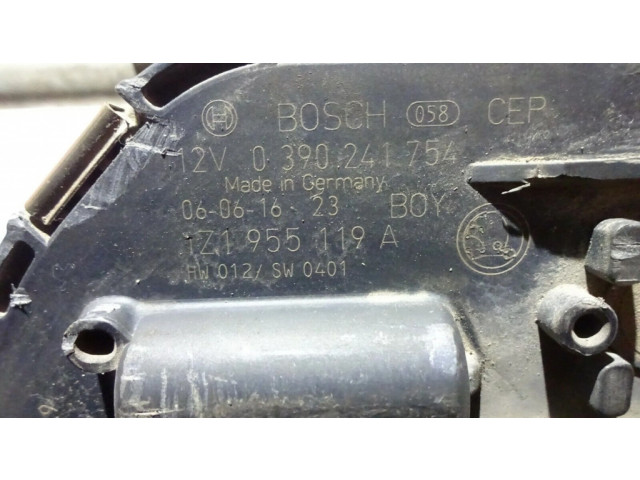 BOSCH 058 CEP
12V 0 390 241 754
Made in Germany
06-06-16 23 BOY
1Z1 955 119 A
HW 012/ SW 0401